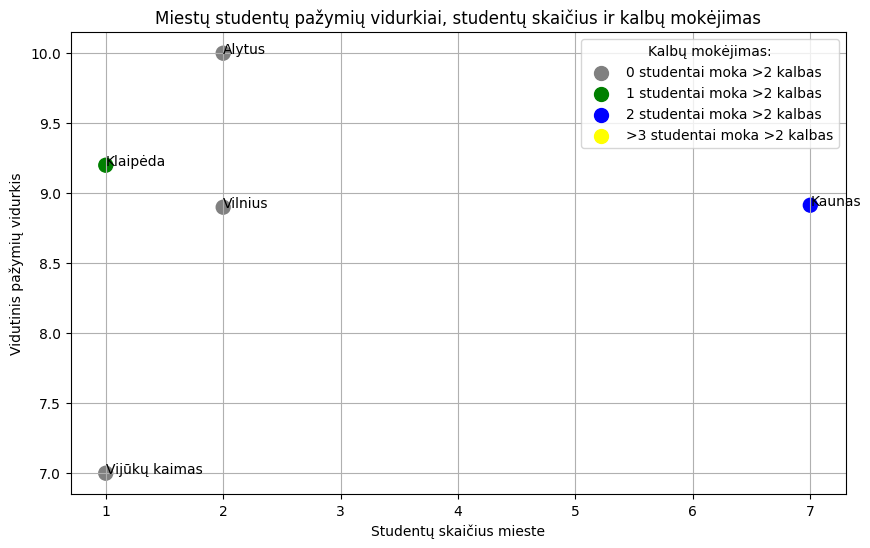 Miestų studentų pažymių vidurkiai, studentų skaičius ir kalbų mokėjimas
Kalbų mokėjimas:
0 studentai moka >2 kalbas
1 studentai moka >2 kalbas
2 studentai moka >2 kalbas
>3 studentai moka >2 kalbas
Vidutinis pažymių vidurkis
10.0
9.5
9.0
8.5
8.0
7.5
7.0
Alytus
Klaipėda
Vilnius
Kaunas
Vijūkų kaimas
1 2 3 4 5 6 7
Studentų skaičius mieste